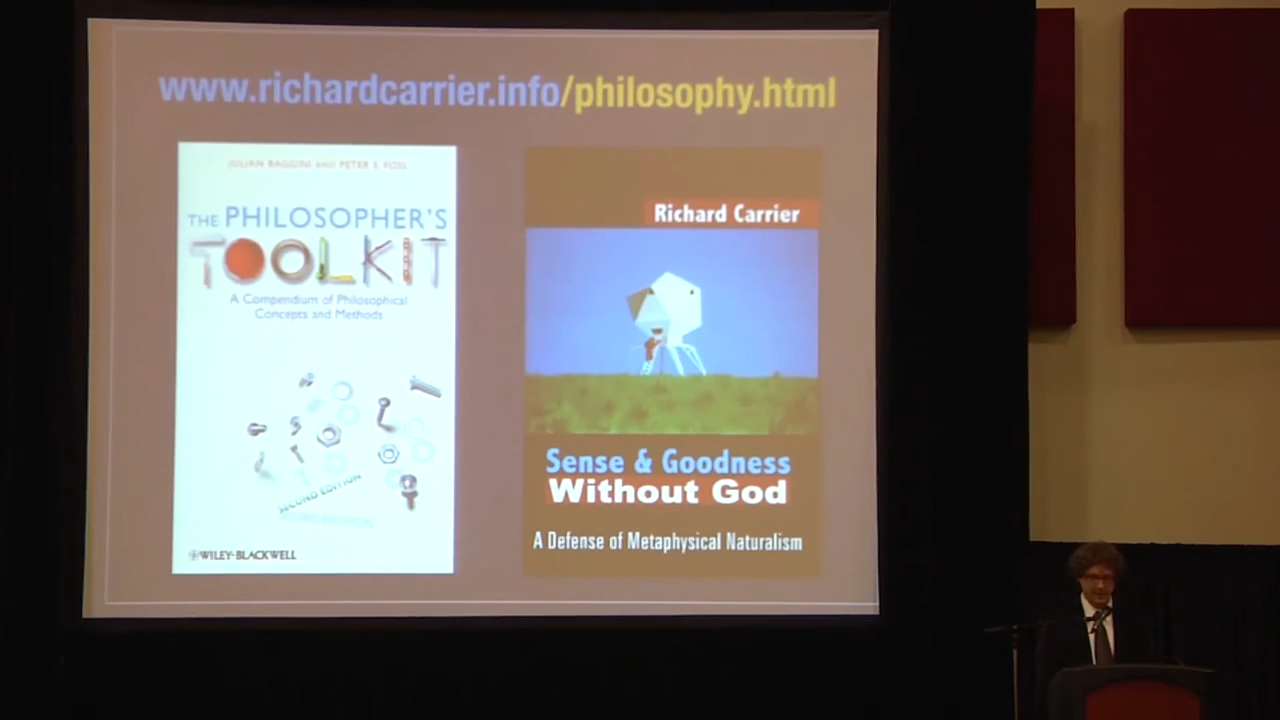 www.richardcarrier.info/philosophy.html
JULIAN BAGGINI AND PETER S. FOSL
THE PHILOSOPHER'S
TOOLKIT
A Compendium of Philosophical
Concepts and Methods
SECOND EDITION
WILEY-BLACKWELL
Richard Carrier
Sense & Goodness
Without God
A Defense of Metaphysical Naturalism